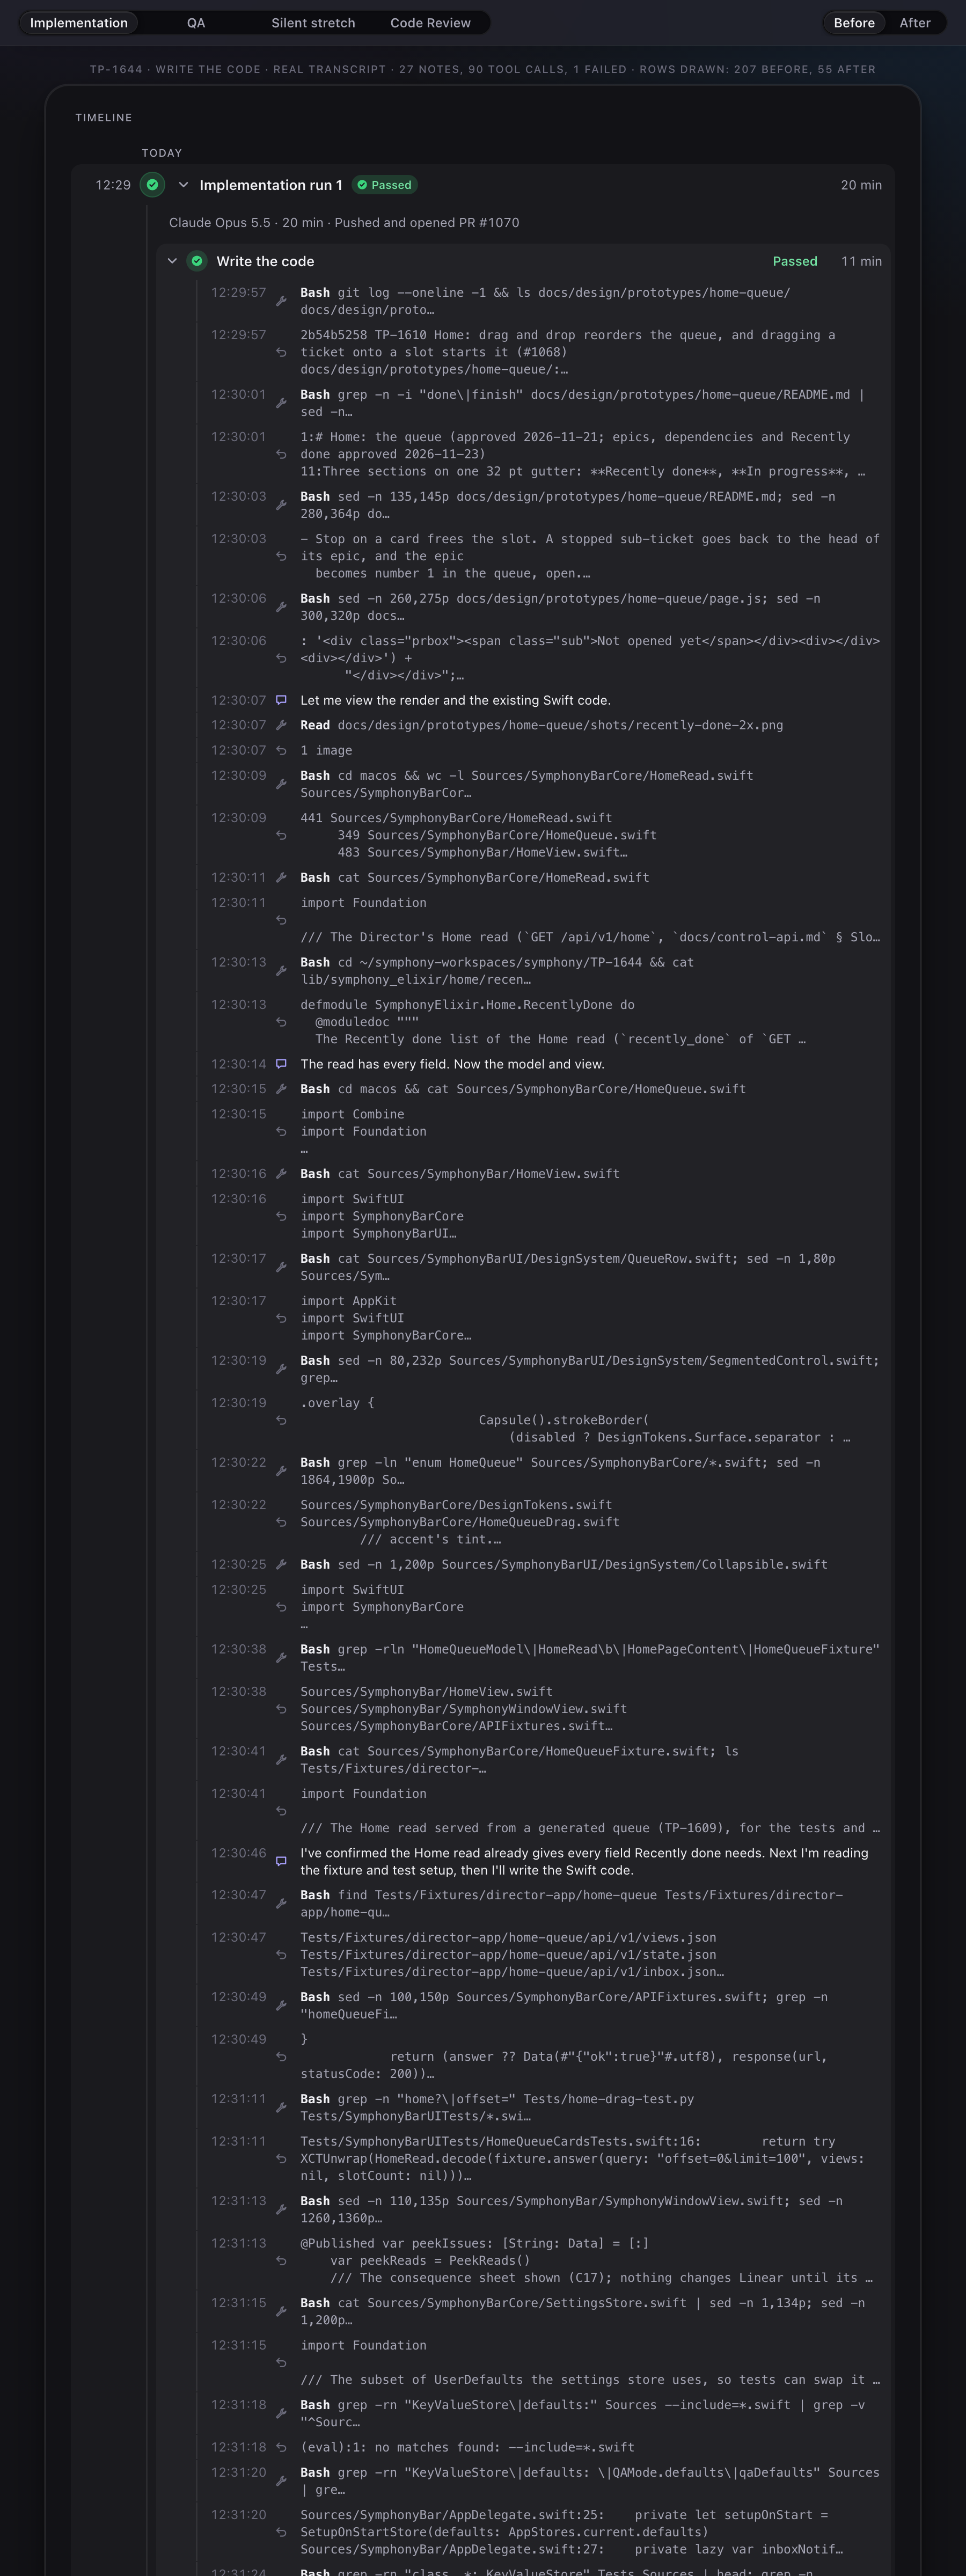 Implementation QA Silent stretch Code Review Before After
TP-1644 · WRITE THE CODE · REAL TRANSCRIPT · 27 NOTES, 90 TOOL CALLS, 1 FAILED · ROWS DRAWN: 207 BEFORE, 55 AFTER
TIMELINE
TODAY
12:29 Implementation run 1 Passed 20 min
Claude Opus 5.5 · 20 min · Pushed and opened PR #1070
Write the code Passed 11 min
12:29:57 Bash git log --oneline -1 && ls docs/design/prototypes/home-queue/
docs/design/proto…
12:29:57 2b54b5258 TP-1610 Home: drag and drop reorders the queue, and dragging a
ticket onto a slot starts it (#1068)
docs/design/prototypes/home-queue/:…
12:30:01 Bash grep -n -i "done\|finish" docs/design/prototypes/home-queue/README.md |
sed -n…
12:30:01 1:# Home: the queue (approved 2026-11-21; epics, dependencies and Recently
done approved 2026-11-23)
11:Three sections on one 32 pt gutter: **Recently done**, **In progress**, …
12:30:03 Bash sed -n 135,145p docs/design/prototypes/home-queue/README.md; sed -n
280,364p do…
12:30:03 - Stop on a card frees the slot. A stopped sub-ticket goes back to the head of
its epic, and the epic
becomes number 1 in the queue, open.…
12:30:06 Bash sed -n 260,275p docs/design/prototypes/home-queue/page.js; sed -n
300,320p docs…
12:30:06 : '<div class="prbox"><span class="sub">Not opened yet</span></div><div></div>
<div></div>') +
"</div></div>";…
12:30:07 Let me view the render and the existing Swift code.
12:30:07 Read docs/design/prototypes/home-queue/shots/recently-done-2x.png
12:30:07 1 image
12:30:09 Bash cd macos && wc -l Sources/SymphonyBarCore/HomeRead.swift
Sources/SymphonyBarCor…
12:30:09 441 Sources/SymphonyBarCore/HomeRead.swift
349 Sources/SymphonyBarCore/HomeQueue.swift
483 Sources/SymphonyBar/HomeView.swift…
12:30:11 Bash cat Sources/SymphonyBarCore/HomeRead.swift
12:30:11 import Foundation
/// The Director's Home read (`GET /api/v1/home`, `docs/control-api.md` § Slo…
12:30:13 Bash cd ~/symphony-workspaces/symphony/TP-1644 && cat
lib/symphony_elixir/home/recen…
12:30:13 defmodule SymphonyElixir.Home.RecentlyDone do
@moduledoc """
The Recently done list of the Home read (`recently_done` of `GET …
12:30:14 The read has every field. Now the model and view.
12:30:15 Bash cd macos && cat Sources/SymphonyBarCore/HomeQueue.swift
12:30:15 import Combine
import Foundation
…
12:30:16 Bash cat Sources/SymphonyBar/HomeView.swift
12:30:16 import SwiftUI
import SymphonyBarCore
import SymphonyBarUI…
12:30:17 Bash cat Sources/SymphonyBarUI/DesignSystem/QueueRow.swift; sed -n 1,80p
Sources/Sym…
12:30:17 import AppKit
import SwiftUI
import SymphonyBarCore…
12:30:19 Bash sed -n 80,232p Sources/SymphonyBarUI/DesignSystem/SegmentedControl.swift;
grep…
12:30:19 .overlay {
Capsule().strokeBorder(
(disabled ? DesignTokens.Surface.separator : …
12:30:22 Bash grep -ln "enum HomeQueue" Sources/SymphonyBarCore/*.swift; sed -n
1864,1900p So…
12:30:22 Sources/SymphonyBarCore/DesignTokens.swift
Sources/SymphonyBarCore/HomeQueueDrag.swift
/// accent's tint.…
12:30:25 Bash sed -n 1,200p Sources/SymphonyBarUI/DesignSystem/Collapsible.swift
12:30:25 import SwiftUI
import SymphonyBarCore
…
12:30:38 Bash grep -rln "HomeQueueModel\|HomeRead\b\|HomePageContent\|HomeQueueFixture"
Tests…
12:30:38 Sources/SymphonyBar/HomeView.swift
Sources/SymphonyBar/SymphonyWindowView.swift
Sources/SymphonyBarCore/APIFixtures.swift…
12:30:41 Bash cat Sources/SymphonyBarCore/HomeQueueFixture.swift; ls
Tests/Fixtures/director-…
12:30:41 import Foundation
/// The Home read served from a generated queue (TP-1609), for the tests and …
12:30:46 I've confirmed the Home read already gives every field Recently done needs. Next I'm reading
the fixture and test setup, then I'll write the Swift code.
12:30:47 Bash find Tests/Fixtures/director-app/home-queue Tests/Fixtures/director-
app/home-qu…
12:30:47 Tests/Fixtures/director-app/home-queue/api/v1/views.json
Tests/Fixtures/director-app/home-queue/api/v1/state.json
Tests/Fixtures/director-app/home-queue/api/v1/inbox.json…
12:30:49 Bash sed -n 100,150p Sources/SymphonyBarCore/APIFixtures.swift; grep -n
"homeQueueFi…
12:30:49 }
return (answer ?? Data(#"{"ok":true}"#.utf8), response(url,
statusCode: 200))…
12:31:11 Bash grep -n "home?\|offset=" Tests/home-drag-test.py
Tests/SymphonyBarUITests/*.swi…
12:31:11 Tests/SymphonyBarUITests/HomeQueueCardsTests.swift:16: return try
XCTUnwrap(HomeRead.decode(fixture.answer(query: "offset=0&limit=100", views:
nil, slotCount: nil)))…
12:31:13 Bash sed -n 110,135p Sources/SymphonyBar/SymphonyWindowView.swift; sed -n
1260,1360p…
12:31:13 @Published var peekIssues: [String: Data] = [:]
var peekReads = PeekReads()
/// The consequence sheet shown (C17); nothing changes Linear until its …
12:31:15 Bash cat Sources/SymphonyBarCore/SettingsStore.swift | sed -n 1,134p; sed -n
1,200p…
12:31:15 import Foundation
/// The subset of UserDefaults the settings store uses, so tests can swap it …
12:31:18 Bash grep -rn "KeyValueStore\|defaults:" Sources --include=*.swift | grep -v
"^Sourc…
12:31:18 (eval):1: no matches found: --include=*.swift
12:31:20 Bash grep -rn "KeyValueStore\|defaults: \|QAMode.defaults\|qaDefaults" Sources
| gre…
12:31:20 Sources/SymphonyBar/AppDelegate.swift:25: private let setupOnStart =
SetupOnStartStore(defaults: AppStores.current.defaults)
Sources/SymphonyBar/AppDelegate.swift:27: private lazy var inboxNotif…
12:31:24 Bash grep -rn "class .*: KeyValueStore" Tests Sources | head; grep -n